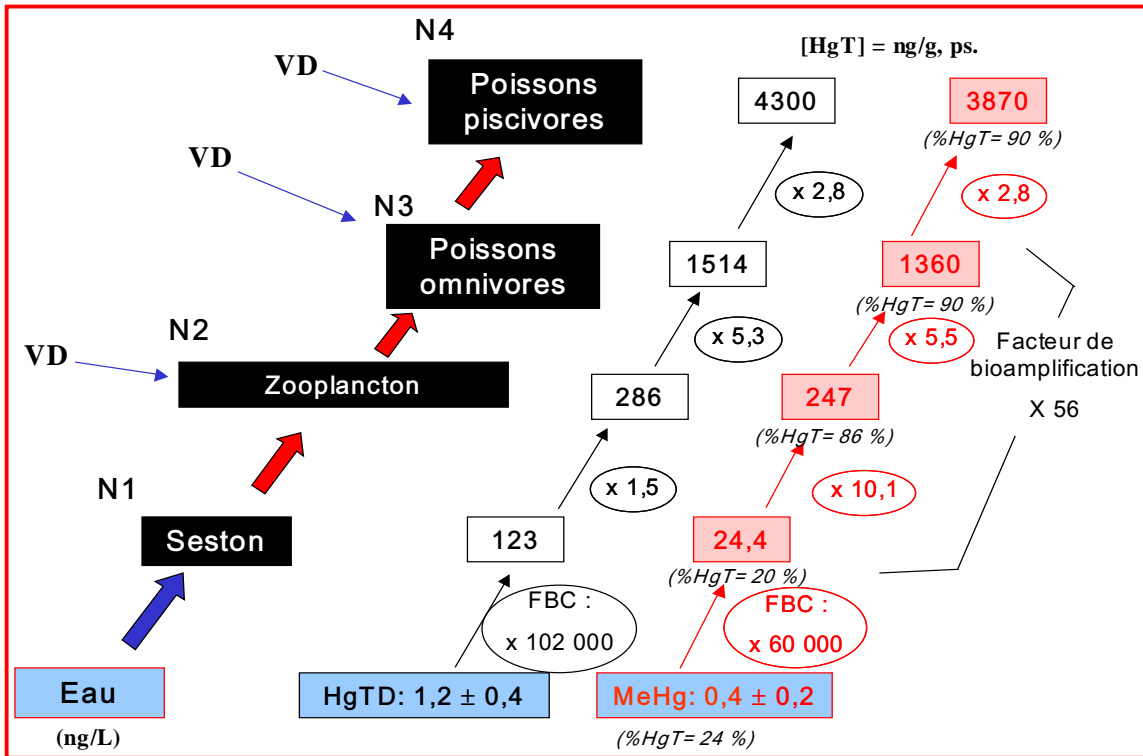 N4
[HgT] = ng/g, ps.
VD
Poissons
piscivores
4300
3870
(%HgT= 90 %)
VD
x 2,8
x 2,8
N3
Poissons
omnivores
1514
1360
(%HgT= 90 %)
N2
x 5,3
x 5,5
Facteur de
bioamplification
X 56
VD
Zooplancton
286
247
(%HgT= 86 %)
N1
x 1,5
x 10,1
Seston
123
24,4
(%HgT= 20 %)
FBC :
x 102 000
FBC :
x 60 000
Eau
(ng/L)
HgTD: 1,2 ± 0,4
MeHg: 0,4 ± 0,2
(%HgT= 24 %)